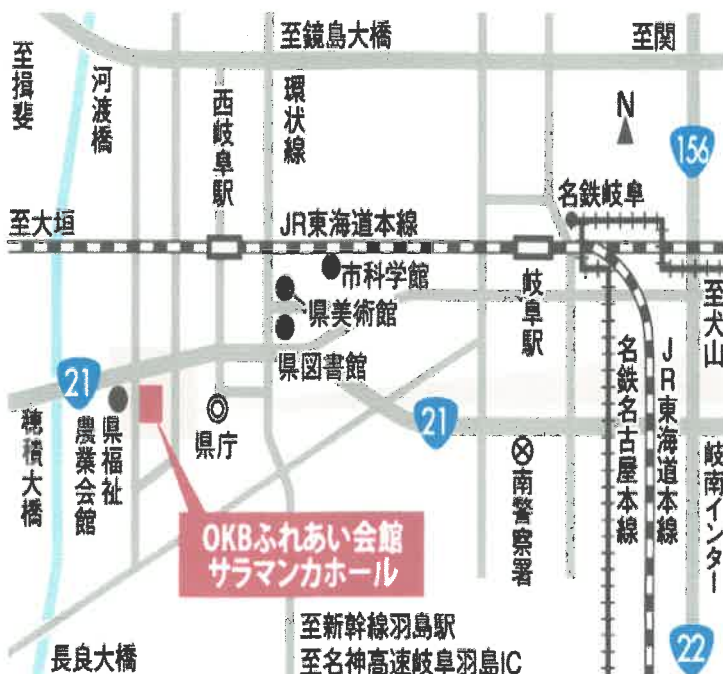 至鏡島大橋
至関
至揖斐
河渡橋
西岐阜駅
環状線
N
156
名鉄岐阜
至大垣
JR東海道本線
市科学館
県美術館
県図書館
岐阜駅
至犬山
21
穂積大橋
県福祉
農業会館
県庁
21
南警察署
名鉄名古屋本線
JR東海道本線
岐南インター
OKBふれあい会館
サラマンカホール
長良大橋
至新幹線羽島駅
至名神高速岐阜羽島IC
22